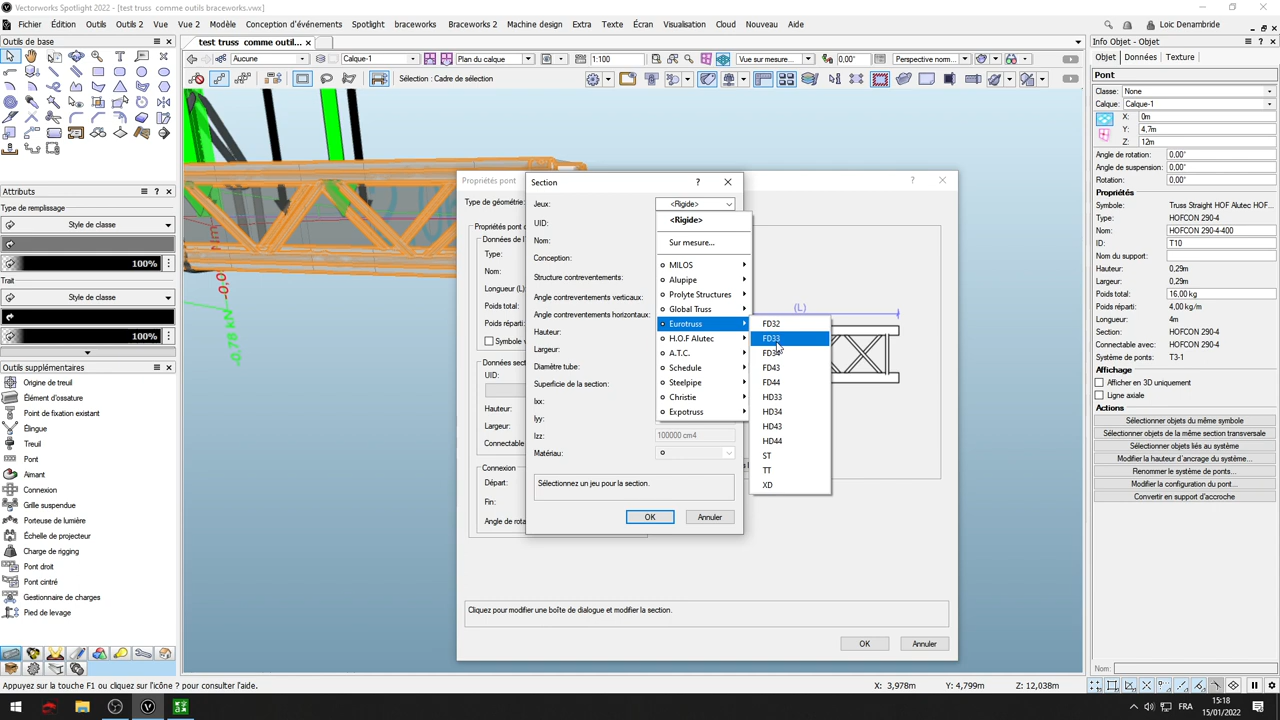 Vectorworks Spotlight 2022 - [test truss comme outils braceworks.vwx]
Fichier Édition Outils Outils 2 Vue Vue 2 Modèle Conception d'événements Spotlight braceworks Braceworks 2 Machine design Extra Texte Écran Visualisation Cloud Nouveau Aide
Loic Denambride
Outils de base
test truss comme outil...
Info Objet - Objet
Aucune
Calque-1
Plan du calque
1:100
Vue sur mesure...
0,00°
Perspective norm...
Objet Données Texture
Sélection : Cadre de sélection
Pont
Classe: None
Calque: Calque-1
X: 0m
Y: 4,7m
Z: 12m
Angle de rotation: 0,00°
Angle de suspension: 0,00°
Rotation: 0,00°
Propriétés
Symbole: Truss Straight HOF Alutec HOF...
Type: HOFCON 290-4
Nom: HOFCON 290-4-400
ID: T10
Nom du support:
Hauteur: 0,29m
Largeur: 0,29m
Poids total: 16,00 kg
Poids réparti: 4,00 kg/m
Longueur: 4m
Section: HOFCON 290-4
Connectable avec: HOFCON 290-4
Système de ponts: T3-1
Affichage
Afficher en 3D uniquement
Ligne axiale
Actions
Sélectionner objets du même symbole
Sélectionner objets de la même section transversale
Sélectionner objets liés au système
Modifier la hauteur d'ancrage du système...
Renommer le système de ponts...
Modifier la configuration du pont...
Convertir en support d'accroche
Nom:
Attributs
Type de remplissage
Style de classe
100%
Trait
Style de classe
100%
Outils supplémentaires
Origine de treuil
Élément d'ossature
Point de fixation existant
Élingue
Treuil
Pont
Aimant
Connexion
Grille suspendue
Porteuse de lumière
Échelle de projecteur
Charge de rigging
Pont droit
Pont cintré
Gestionnaire de charges
Pied de levage
-0,78 kN
Propriétés pont
Type de géométrie:
Propriétés pont d
Données de l'
Type:
Nom:
Longueur (L)
Poids total:
Poids réparti:
Symbole v
Données secti
UID:
Hauteur:
Largeur:
Connectable
Connexion
Départ:
Fin:
Angle de rota
(L)
Cliquez pour modifier une boîte de dialogue et modifier la section.
OK Annuler
Section
Jeux: <Rigide>
UID:
Nom:
Conception:
Structure contreventements:
Angle contreventements verticaux:
Angle contreventements horizontaux:
Hauteur:
Largeur:
Diamètre tube:
Superficie de la section:
Ixx:
Iyy:
Izz: 100000 cm4
Matériau:
Sélectionnez un jeu pour la section.
OK Annuler
<Rigide>
Sur mesure...
MILOS
Alupipe
Prolyte Structures
Global Truss
Eurotruss
H.O.F Alutec
A.T.C.
Schedule
Steelpipe
Christie
Expotruss
FD32
FD33
FD34
FD43
FD44
HD33
HD34
HD43
HD44
ST
TT
XD
Appuyez sur la touche F1 ou cliquez sur l'icône ? pour consulter l'aide.
X: 3,978m Y: 4,799m Z: 12,038m
FRA
15:18
15/01/2022